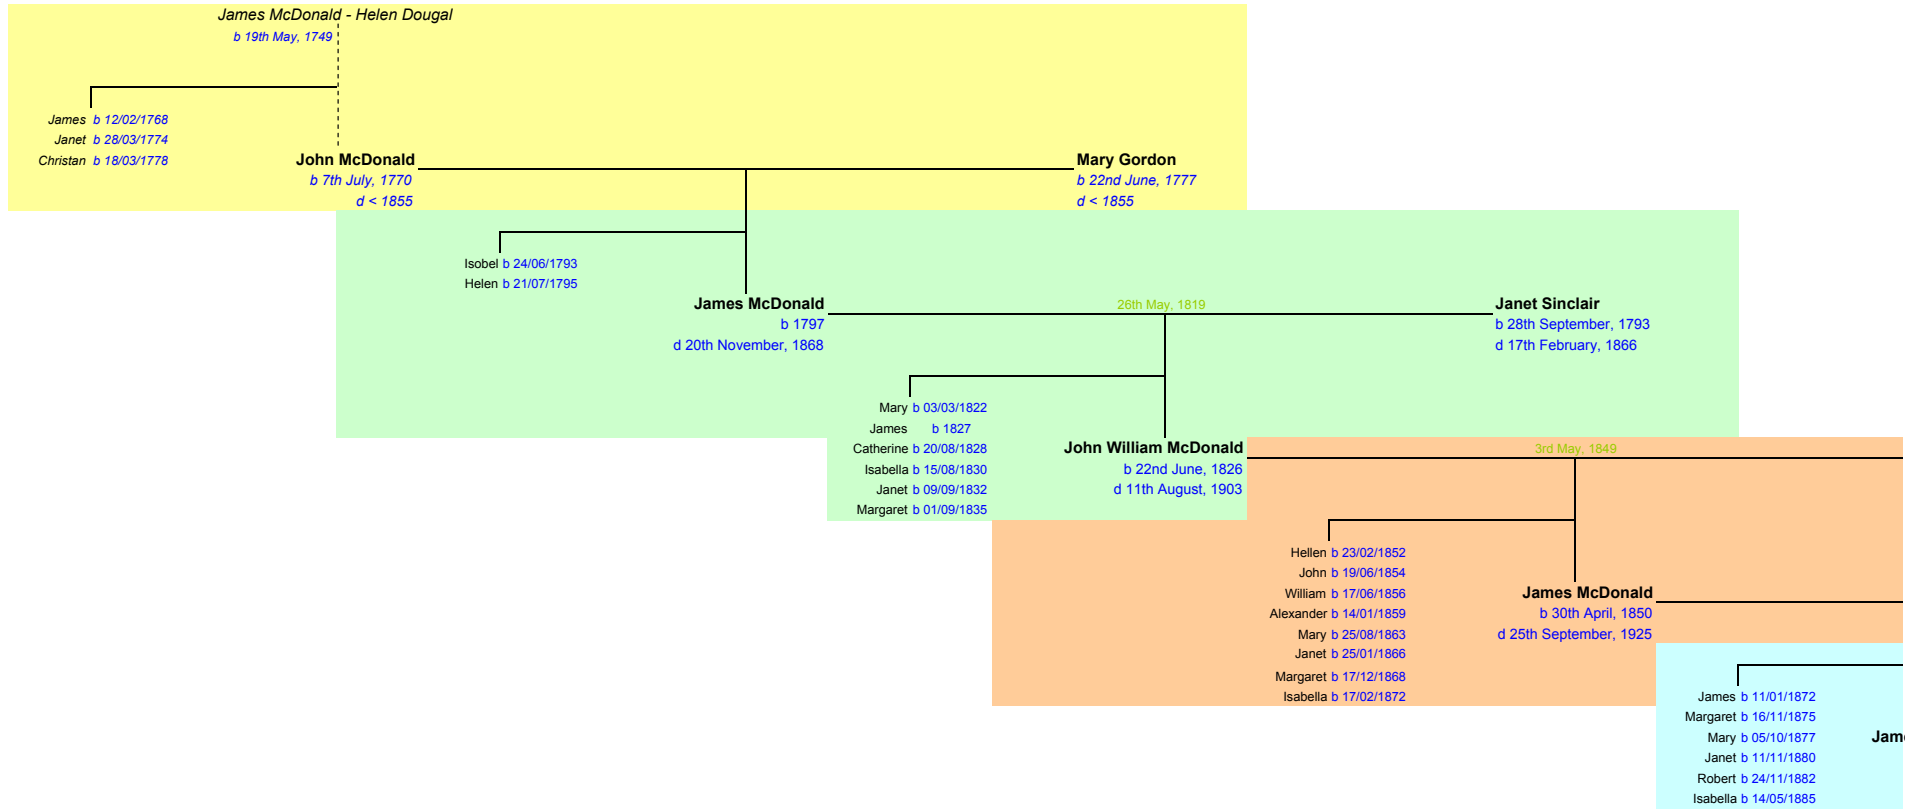 James McDonald - Helen Dougal
b 19th May, 1749
James b 12/02/1768
Janet b 28/03/1774
Christan b 18/03/1778
John McDonald
b 7th July, 1770
d < 1855
Mary Gordon
b 22nd June, 1777
d < 1855
Isobel b 24/06/1793
Helen b 21/07/1795
James McDonald
b 1797
d 20th November, 1868
26th May, 1819
Janet Sinclair
b 28th September, 1793
d 17th February, 1866
Mary b 03/03/1822
James b 1827
Catherine b 20/08/1828
Isabella b 15/08/1830
Janet b 09/09/1832
Margaret b 01/09/1835
John William McDonald
b 22nd June, 1826
d 11th August, 1903
3rd May, 1849
Hellen b 23/02/1852
John b 19/06/1854
William b 17/06/1856
Alexander b 14/01/1859
Mary b 25/08/1863
Janet b 25/01/1866
Margaret b 17/12/1868
Isabella b 17/02/1872
James McDonald
b 30th April, 1850
d 25th September, 1925
James b 11/01/1872
Margaret b 16/11/1875
Mary b 05/10/1877
Janet b 11/11/1880
Robert b 24/11/1882
Isabella b 14/05/1885